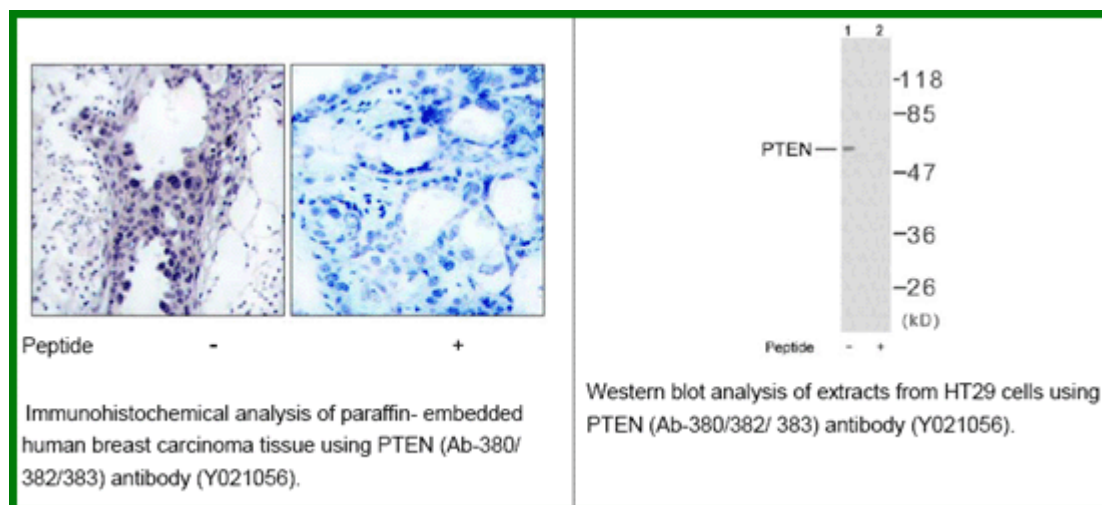 Peptide - +
Immunohistochemical analysis of paraffin- embedded
human breast carcinoma tissue using PTEN (Ab-380/
382/383) antibody (Y021056).
1 2
-118
-85
PTEN
-47
-36
-26
(kD)
Peptide - +
Western blot analysis of extracts from HT29 cells using
PTEN (Ab-380/382/ 383) antibody (Y021056).